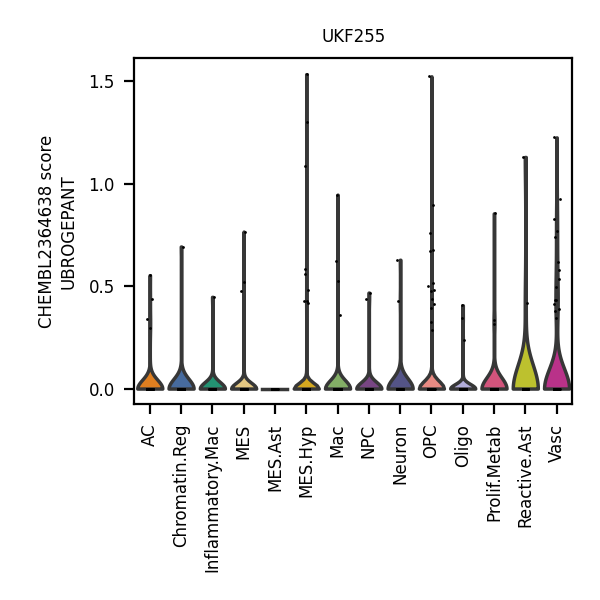 UKF255
CHEMBL2364638 score
UBROGEPANT
1.5
1.0
0.5
0.0
AC
Chromatin.Reg
Inflammatory.Mac
MES
MES.Ast
MES.Hyp
Mac
NPC
Neuron
OPC
Oligo
Prolif.Metab
Reactive.Ast
Vasc